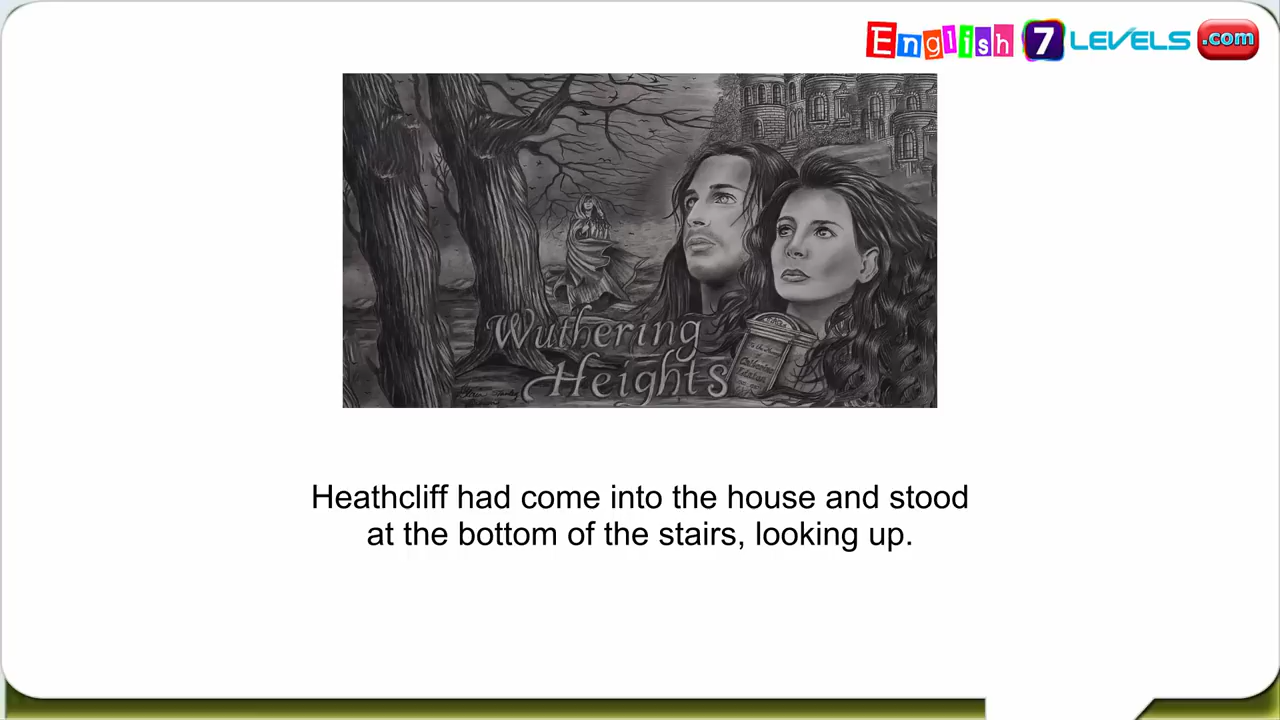 English 7 LEVELS .com
Wuthering
Heights
Heathcliff had come into the house and stood
at the bottom of the stairs, looking up.